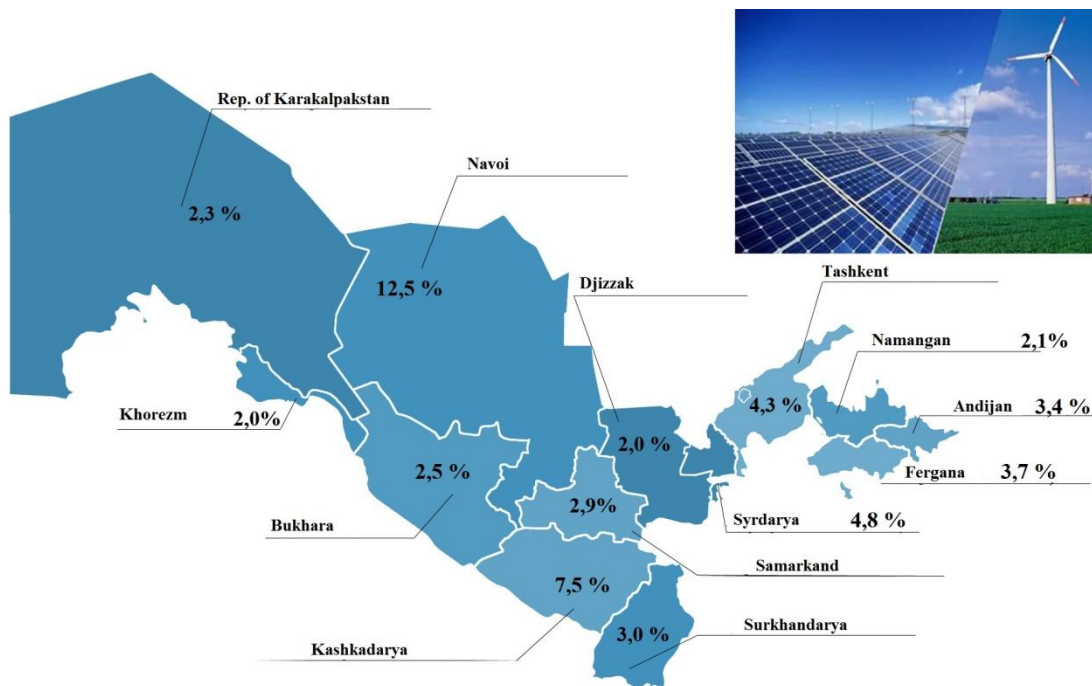 Rep. of Karakalpakstan
2,3 %
Navoi
12,5 %
Djizzak
2,0 %
Tashkent
4,3 %
Namangan 2,1%
Andijan 3,4 %
Fergana 3,7 %
Syrdarya 4,8 %
Khorezm 2,0%
2,5 %
Bukhara
2,9%
Samarkand
7,5 %
Kashkadarya
3,0 %
Surkhandarya